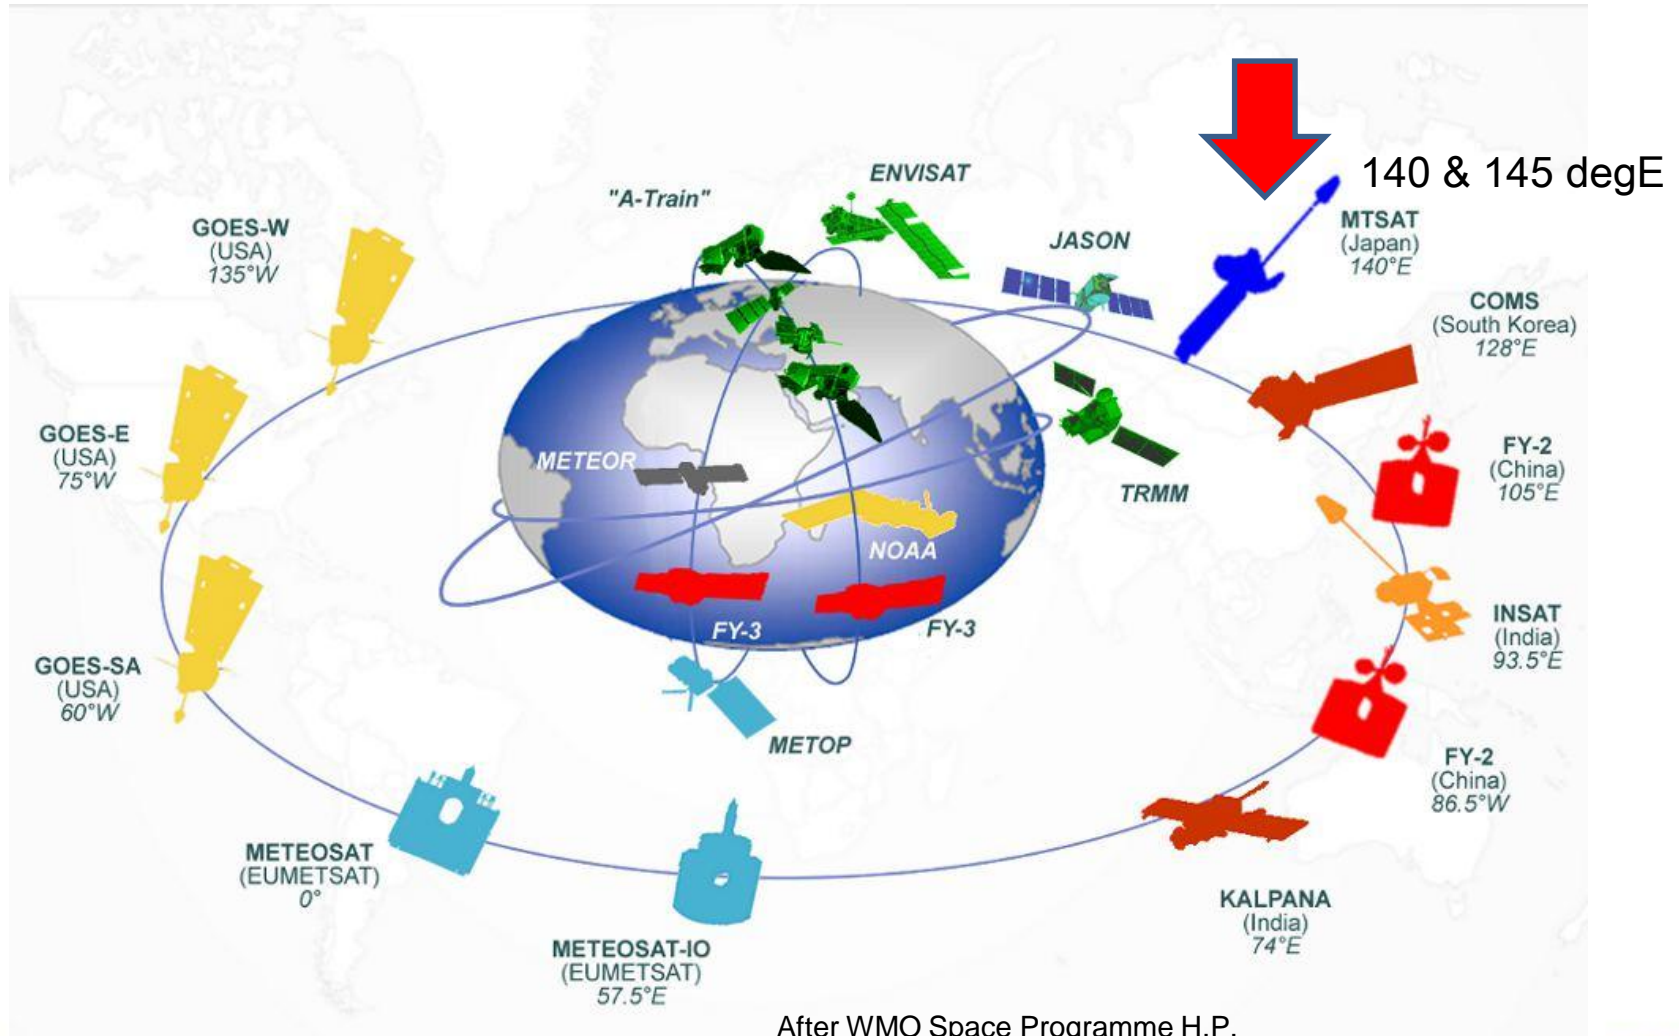 140 & 145 degE
"A-Train"
ENVISAT
JASON
GOES-W
(USA)
135°W
MTSAT
(Japan)
140°E
COMS
(South Korea)
128°E
GOES-E
(USA)
75°W
METEOR
TRMM
FY-2
(China)
105°E
NOAA
INSAT
(India)
93.5°E
FY-3
FY-3
GOES-SA
(USA)
60°W
METOP
FY-2
(China)
86.5°W
METEOSAT
(EUMETSAT)
0°
KALPANA
(India)
74°E
METEOSAT-IO
(EUMETSAT)
57.5°E
After WMO Space Programme H.P.